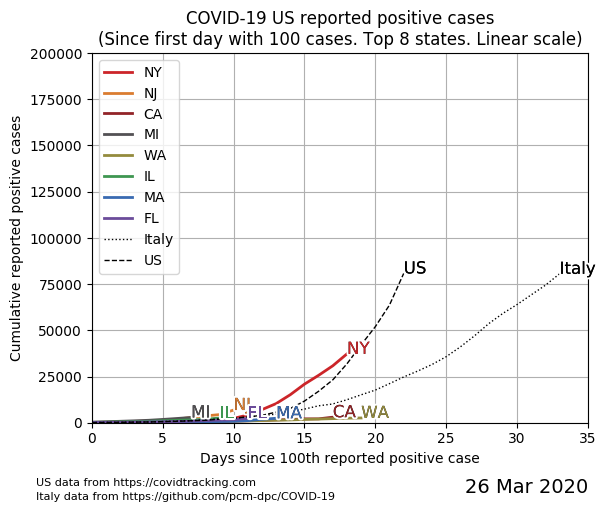 COVID-19 US reported positive cases
(Since first day with 100 cases. Top 8 states. Linear scale)
200000
175000
150000
125000
100000
75000
50000
25000
0
Cumulative reported positive cases
NY
NJ
CA
MI
WA
IL
MA
FL
Italy
US
US
Italy
NY
NJ
MI
IL
FL
MA
CA
WA
0 5 10 15 20 25 30 35
Days since 100th reported positive case
US data from https://covidtracking.com
Italy data from https://github.com/pcm-dpc/COVID-19
26 Mar 2020